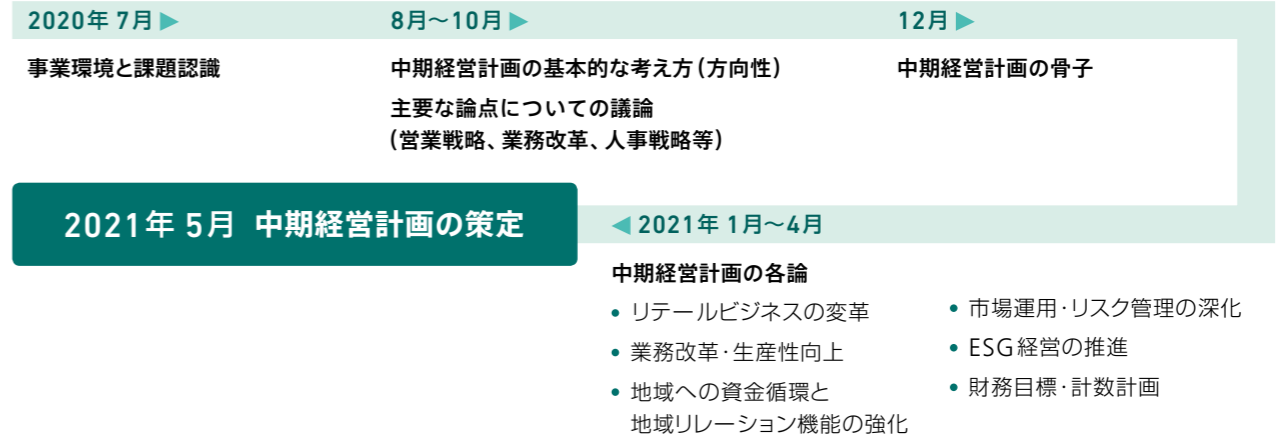 2020年 7月▶
事業環境と課題認識
8月～10月▶
中期経営計画の基本的な考え方（方向性）
主要な論点についての議論
（営業戦略、業務改革、人事戦略等）
12月▶
中期経営計画の骨子
◀2021年 1月～4月
中期経営計画の各論
• リテールビジネスの変革
• 業務改革・生産性向上
• 地域への資金循環と
地域リレーション機能の強化
• 市場運用・リスク管理の深化
• ESG経営の推進
• 財務目標・計数計画
2021年 5月 中期経営計画の策定